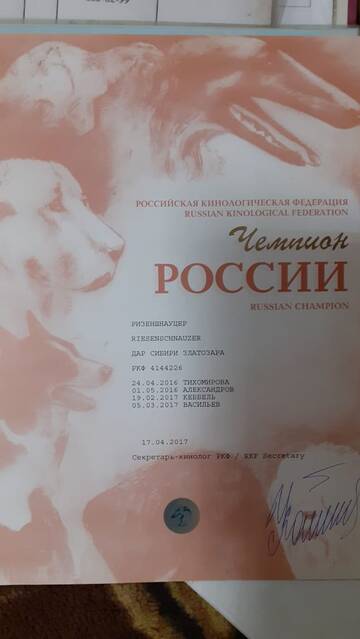 РОССИЙСКАЯ КИНОЛОГИЧЕСКАЯ ФЕДЕРАЦИЯ
RUSSIAN KINOLOGICAL FEDERATION
Чемпион
РОССИИ
RUSSIAN CHAMPION
РИЗЕНШНАУЦЕР
RIESENSCHNAUZER
ДАР СИБИРИ ЗЛАТОЗАРА
РКФ 4144226
24.04.2016 ТИХОМИРОВА
01.05.2016 АЛЕКСАНДРОВ
19.02.2017 КЕББЕЛЬ
05.03.2017 ВАСИЛЬЕВ
17.04.2017
Секретарь-кинолог РКФ / RKF Secretary